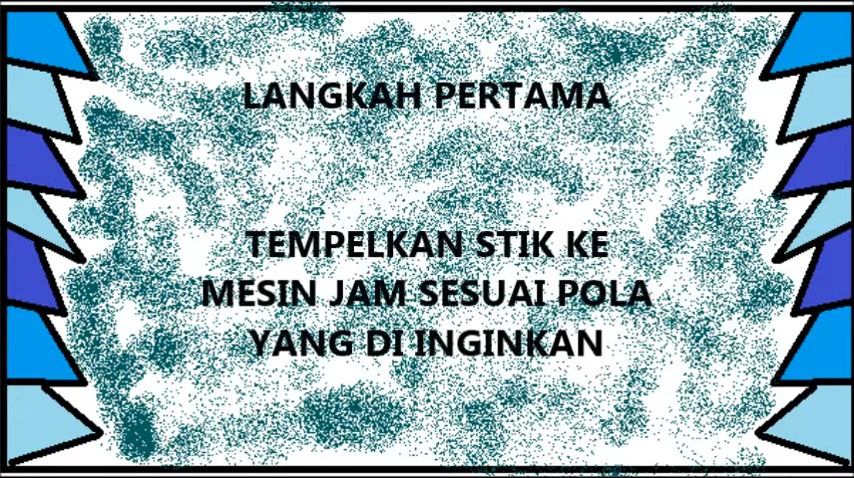 LANGKAH PERTAMA
TEMPELKAN STIK KE
MESIN JAM SESUAI POLA
YANG DI INGINKAN